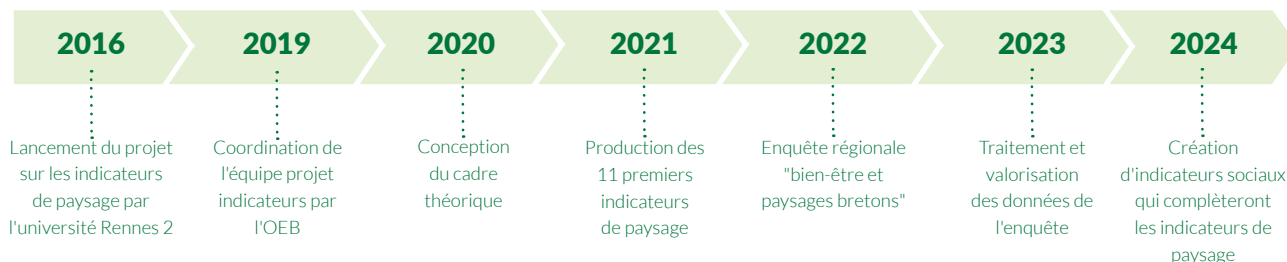 2016
Lancement du projet
sur les indicateurs
de paysage par
l'université Rennes 2
2019
Coordination de
l'équipe projet
indicateurs par
l'OEB
2020
Conception
du cadre
théorique
2021
Production des
11 premiers
indicateurs
de paysage
2022
Enquête régionale
"bien-être et
paysages bretons"
2023
Traitement et
valorisation
des données de
l'enquête
2024
Création
d'indicateurs sociaux
qui complèteront
les indicateurs de
paysage